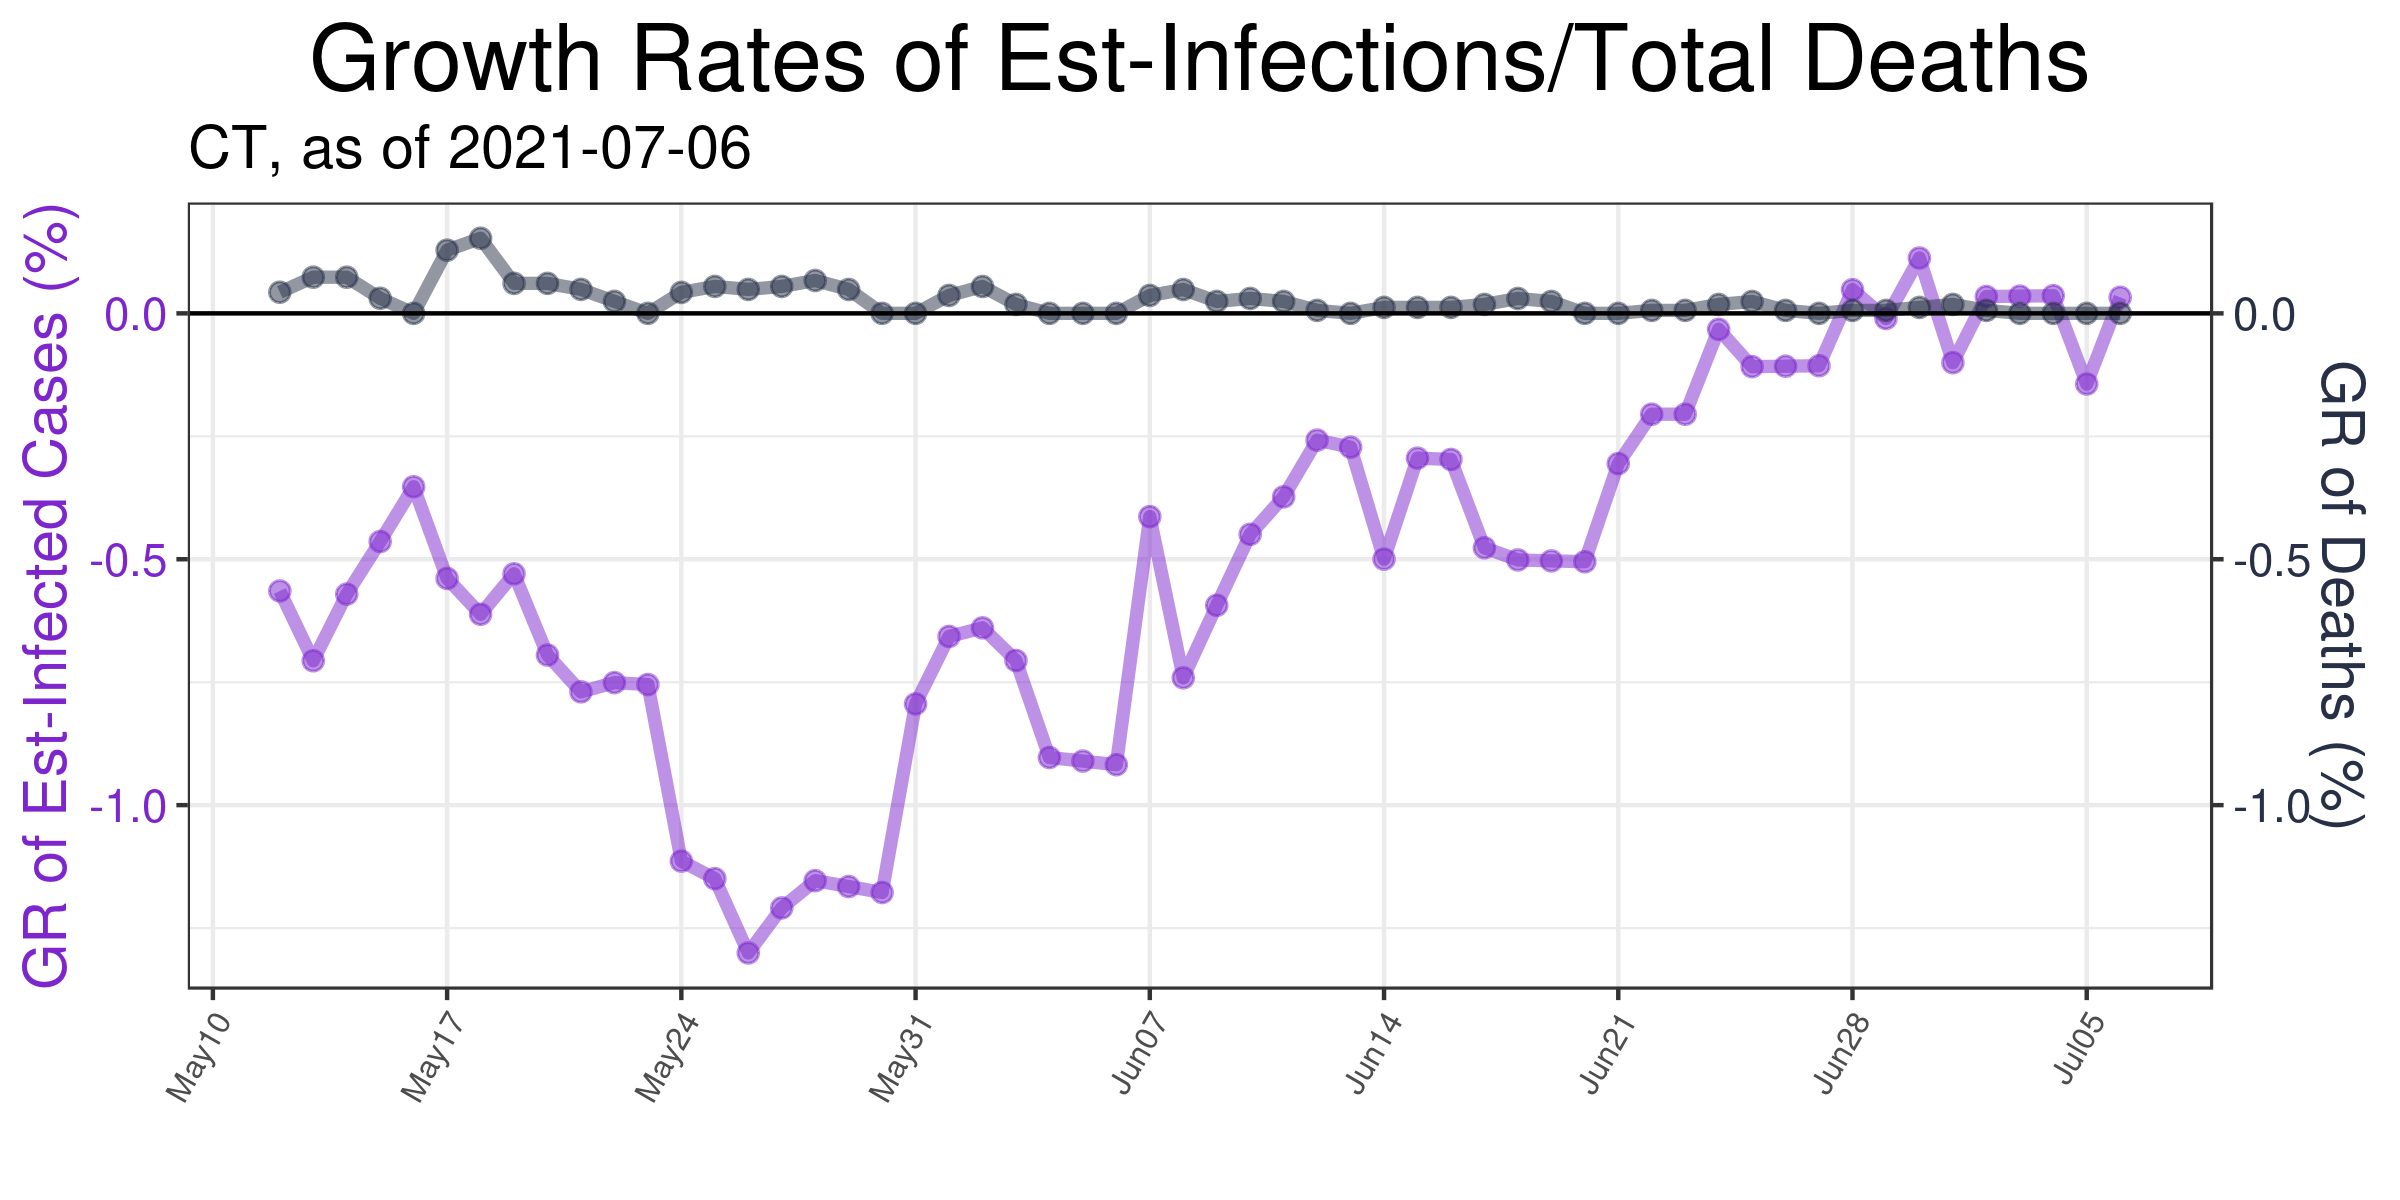 Growth Rates of Est-Infections/Total Deaths
CT, as of 2021-07-06
GR of Est-Infected Cases (%)
0.0
-0.5
-1.0
0.0
-0.5
-1.0
GR of Deaths (%)
May10
May17
May24
May31
Jun07
Jun14
Jun21
Jun28
Jul05